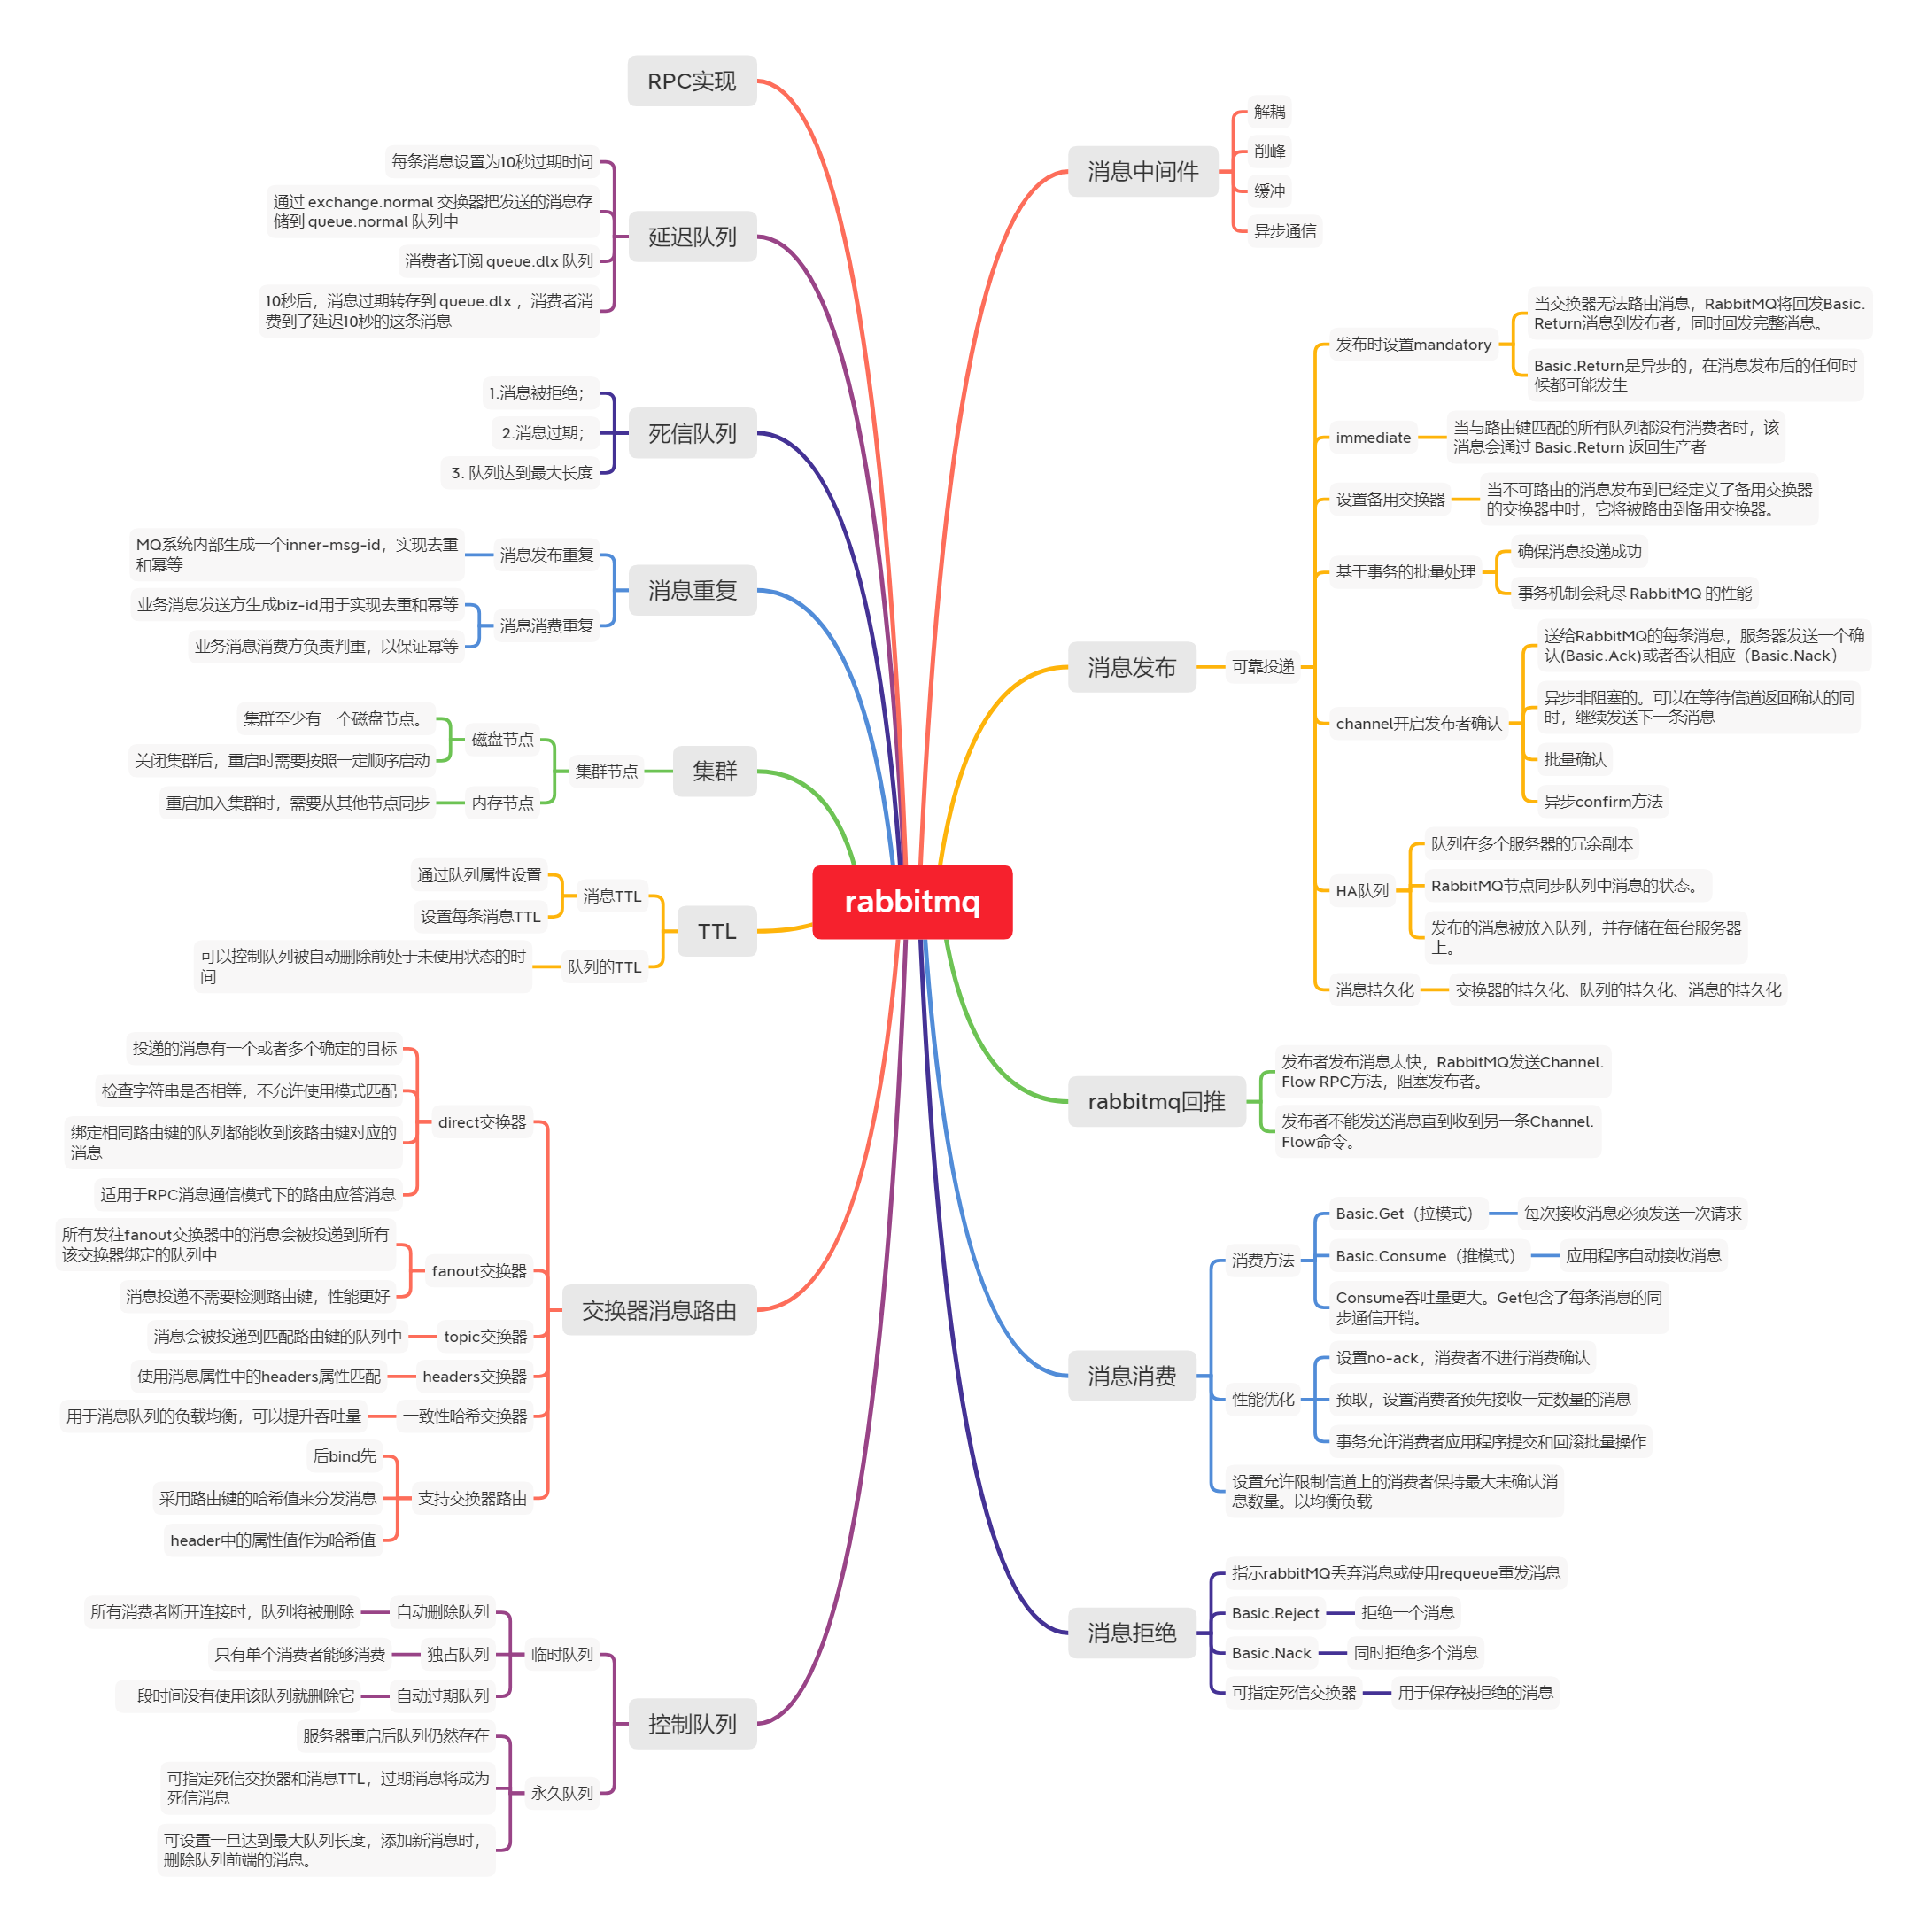 rabbitmq
消息中间件
解耦
削峰
缓冲
异步通信
消息发布
可靠投递
发布时设置mandatory
当交换器无法路由消息，RabbitMQ将回发Basic.
Return消息到发布者，同时回发完整消息。
Basic.Return是异步的，在消息发布后的任何时
候都可能发生
immediate
当与路由键匹配的所有队列都没有消费者时，该
消息会通过 Basic.Return 返回生产者
设置备用交换器
当不可路由的消息发布到已经定义了备用交换器
的交换器中时，它将被路由到备用交换器。
基于事务的批量处理
确保消息投递成功
事务机制会耗尽 RabbitMQ 的性能
channel开启发布者确认
送给RabbitMQ的每条消息，服务器发送一个确
认(Basic.Ack)或者否认相应（Basic.Nack）
异步非阻塞的。可以在等待信道返回确认的同
时，继续发送下一条消息
批量确认
异步confirm方法
HA队列
队列在多个服务器的冗余副本
RabbitMQ节点同步队列中消息的状态。
发布的消息被放入队列，并存储在每台服务器
上。
消息持久化
交换器的持久化、队列的持久化、消息的持久化
rabbitmq回推
发布者发布消息太快，RabbitMQ发送Channel.
Flow RPC方法，阻塞发布者。
发布者不能发送消息直到收到另一条Channel.
Flow命令。
消息消费
消费方法
Basic.Get（拉模式）
每次接收消息必须发送一次请求
Basic.Consume（推模式）
应用程序自动接收消息
Consume吞吐量更大。Get包含了每条消息的同
步通信开销。
性能优化
设置no-ack，消费者不进行消费确认
预取，设置消费者预先接收一定数量的消息
事务允许消费者应用程序提交和回滚批量操作
设置允许限制信道上的消费者保持最大未确认消
息数量。以均衡负载
消息拒绝
指示rabbitMQ丢弃消息或使用requeue重发消息
Basic.Reject
拒绝一个消息
Basic.Nack
同时拒绝多个消息
可指定死信交换器
用于保存被拒绝的消息
RPC实现
延迟队列
每条消息设置为10秒过期时间
通过 exchange.normal 交换器把发送的消息存
储到 queue.normal 队列中
消费者订阅 queue.dlx 队列
10秒后，消息过期转存到 queue.dlx ，消费者消
费到了延迟10秒的这条消息
死信队列
1.消息被拒绝；
2.消息过期；
3. 队列达到最大长度
消息重复
消息发布重复
MQ系统内部生成一个inner-msg-id，实现去重
和幂等
消息消费重复
业务消息发送方生成biz-id用于实现去重和幂等
业务消息消费方负责判重，以保证幂等
集群
集群节点
磁盘节点
集群至少有一个磁盘节点。
关闭集群后，重启时需要按照一定顺序启动
内存节点
重启加入集群时，需要从其他节点同步
TTL
消息TTL
通过队列属性设置
设置每条消息TTL
队列的TTL
可以控制队列被自动删除前处于未使用状态的时
间
交换器消息路由
direct交换器
投递的消息有一个或者多个确定的目标
检查字符串是否相等，不允许使用模式匹配
绑定相同路由键的队列都能收到该路由键对应的
消息
适用于RPC消息通信模式下的路由应答消息
fanout交换器
所有发往fanout交换器中的消息会被投递到所有
该交换器绑定的队列中
消息投递不需要检测路由键，性能更好
topic交换器
消息会被投递到匹配路由键的队列中
headers交换器
使用消息属性中的headers属性匹配
一致性哈希交换器
用于消息队列的负载均衡，可以提升吞吐量
支持交换器路由
后bind先
采用路由键的哈希值来分发消息
header中的属性值作为哈希值
控制队列
临时队列
自动删除队列
所有消费者断开连接时，队列将被删除
独占队列
只有单个消费者能够消费
自动过期队列
一段时间没有使用该队列就删除它
永久队列
服务器重启后队列仍然存在
可指定死信交换器和消息TTL，过期消息将成为
死信消息
可设置一旦达到最大队列长度，添加新消息时，
删除队列前端的消息。